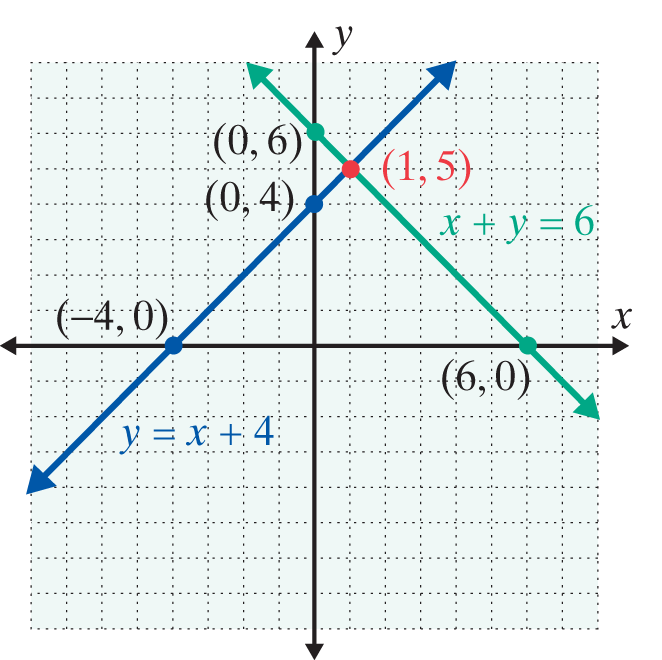 y
(0, 6)
(1, 5)
(0, 4)
x + y = 6
(−4, 0)
x
(6, 0)
y = x + 4